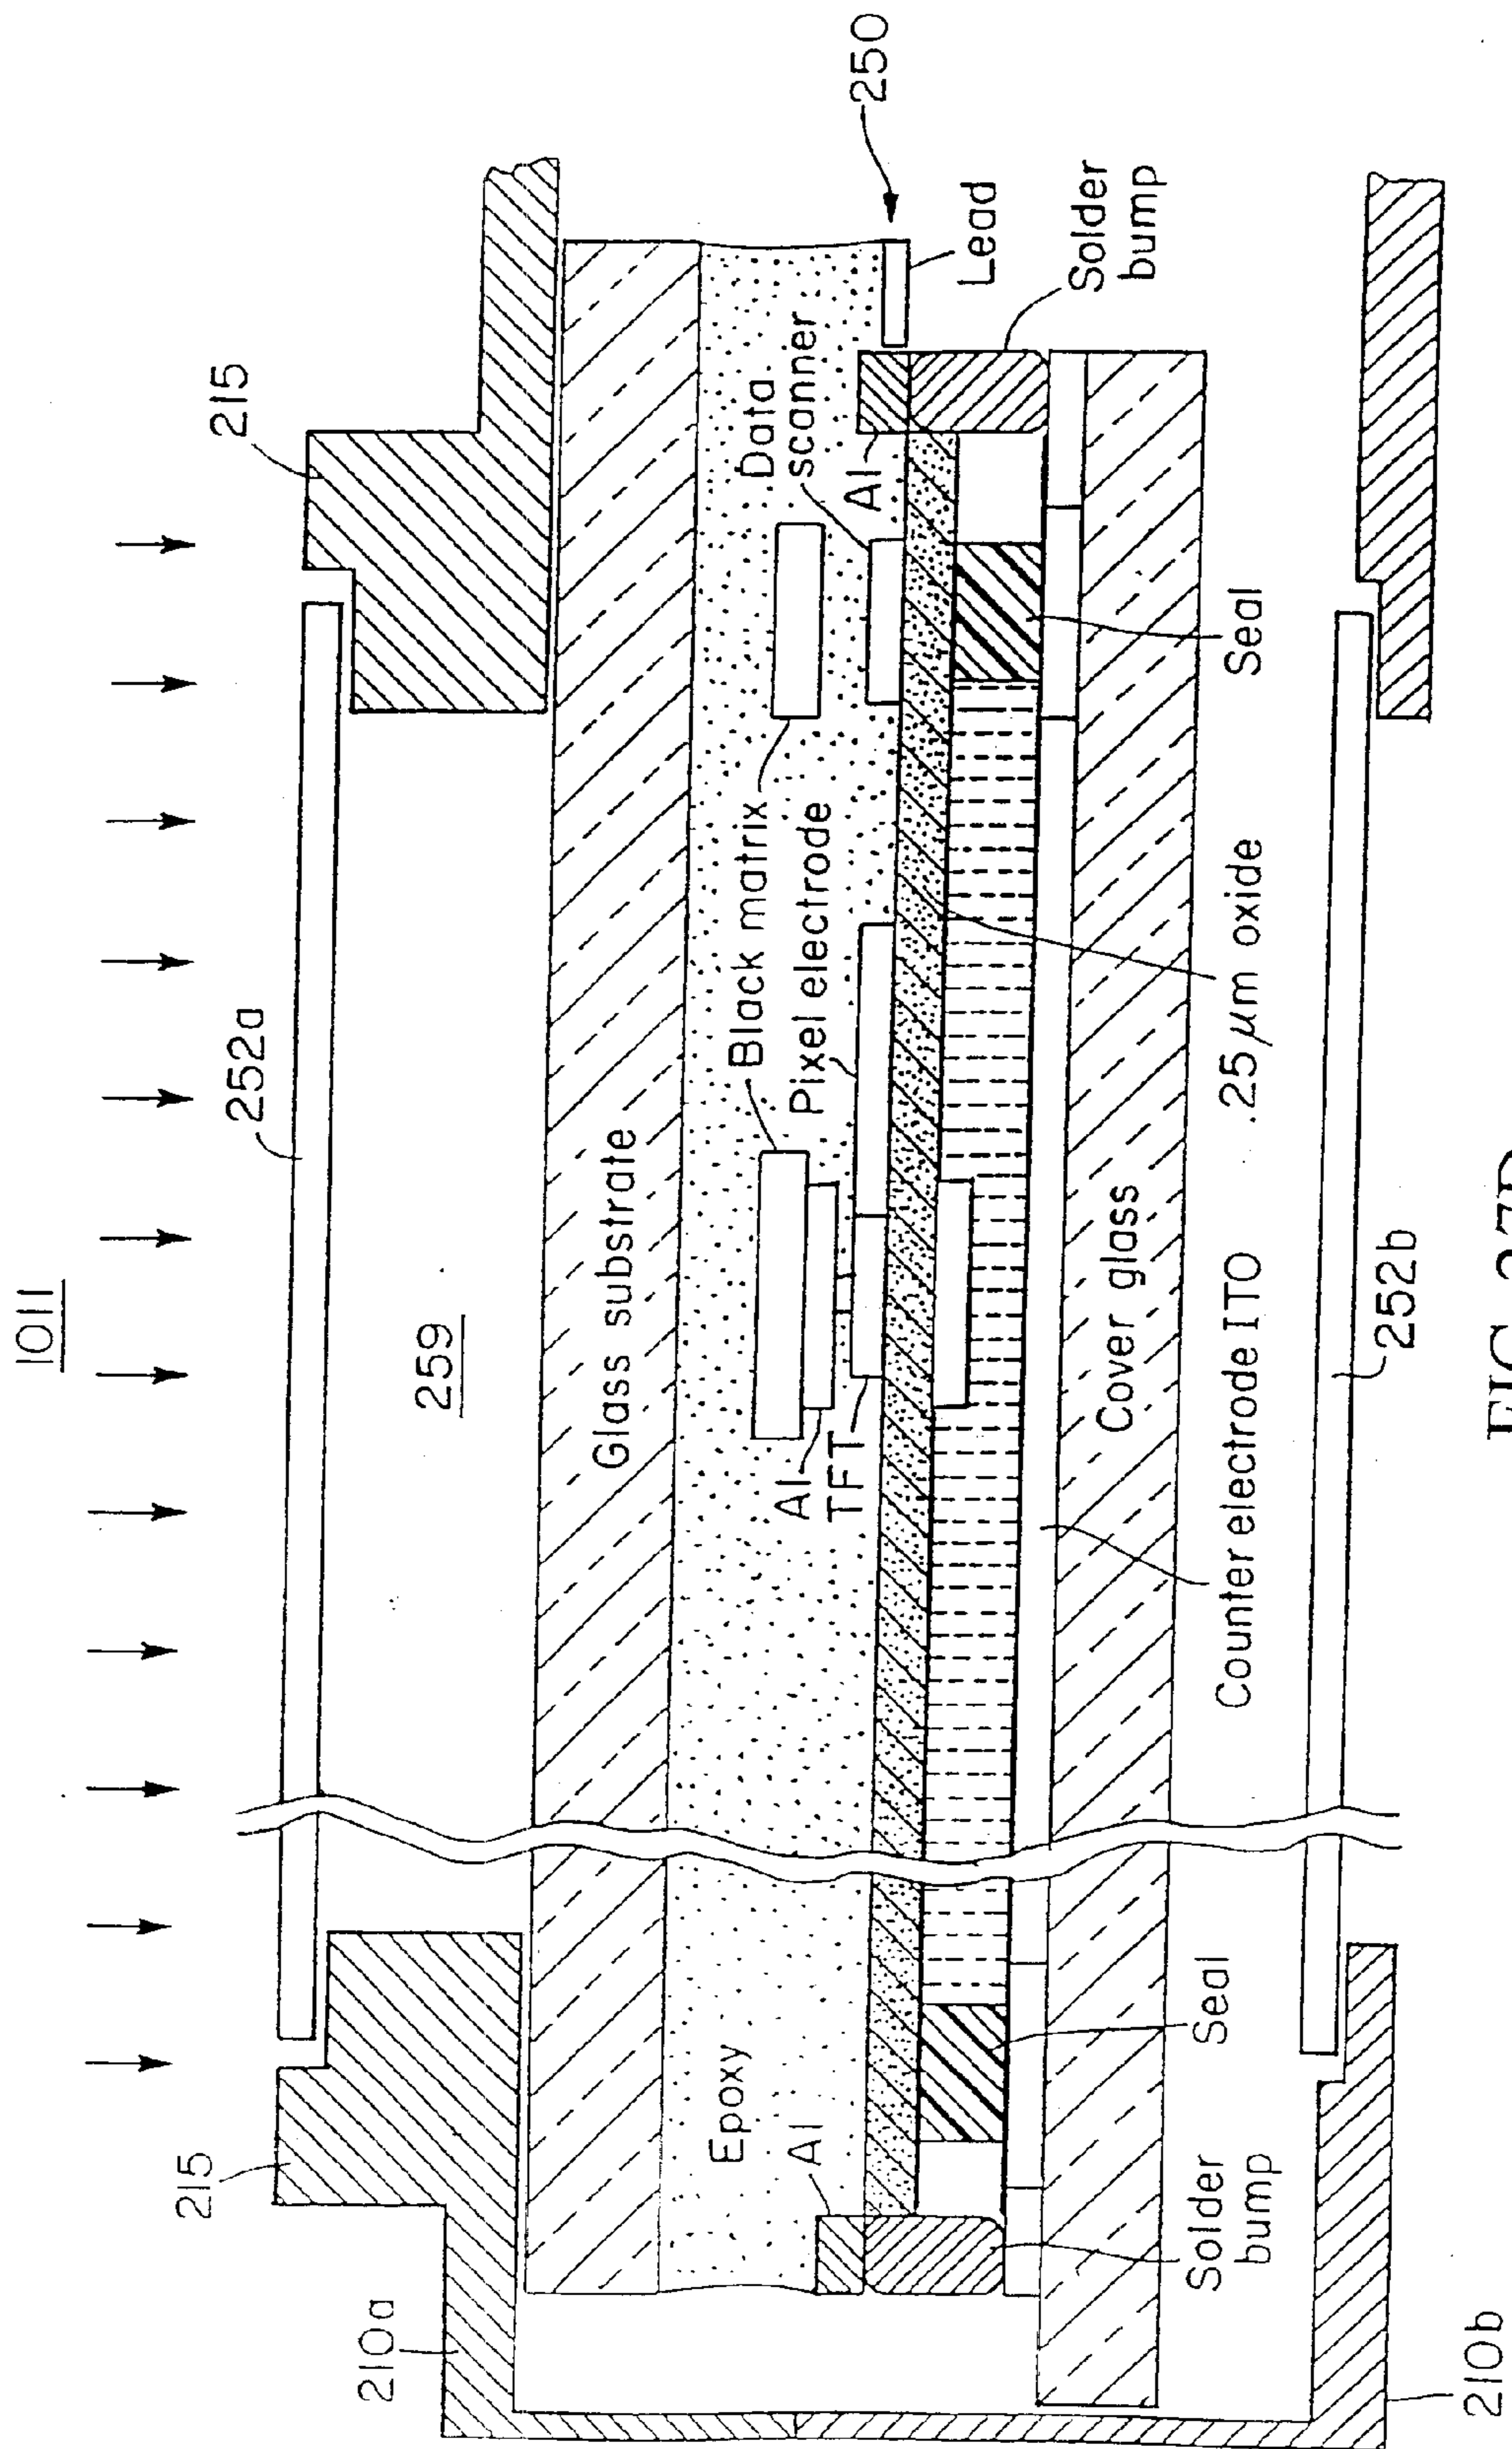 1011
252a
215
215
210a
259
Glass substrate
Black matrix
Pixel electrode
Data
scanner
Al
Al
TFT
Epoxy
Al
250
Lead
Solder
bump
Seal
Cover glass
Counter electrode ITO
.25 μm oxide
Seal
Solder
bump
252b
210b